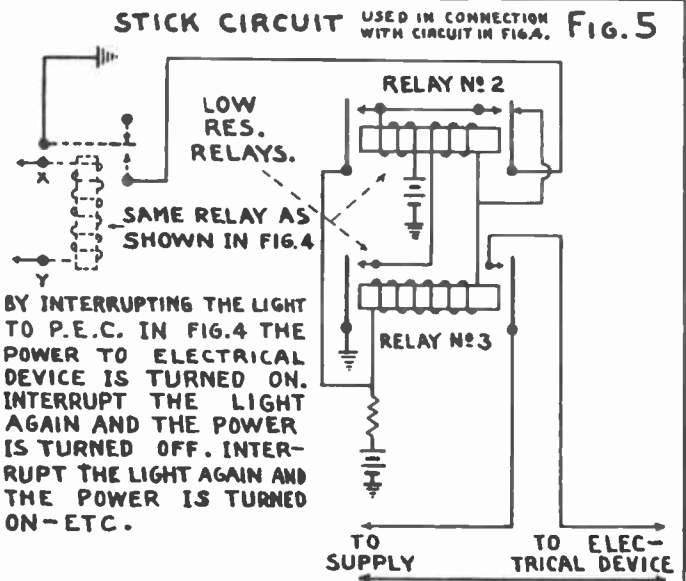 STICK CIRCUIT USED IN CONNECTION WITH CIRCUIT IN FIG.4. FIG. 5
RELAY Nº 2
LOW
RES.
RELAYS.
X
SAME RELAY AS
SHOWN IN FIG.4
Y
BY INTERRUPTING THE LIGHT
TO P.E.C. IN FIG.4 THE
POWER TO ELECTRICAL
DEVICE IS TURNED ON.
INTERRUPT THE LIGHT
AGAIN AND THE POWER
IS TURNED OFF. INTER-
RUPT THE LIGHT AGAIN AND
THE POWER IS TURNED
ON-ETC.
RELAY Nº 3
TO
SUPPLY
TO ELEC-
TRICAL DEVICE